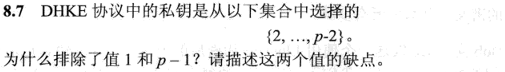 8.7 DHKE 协议中的私钥是从以下集合中选择的
{2, …, p-2}。
为什么排除了值 1 和 p – 1？请描述这两个值的缺点。